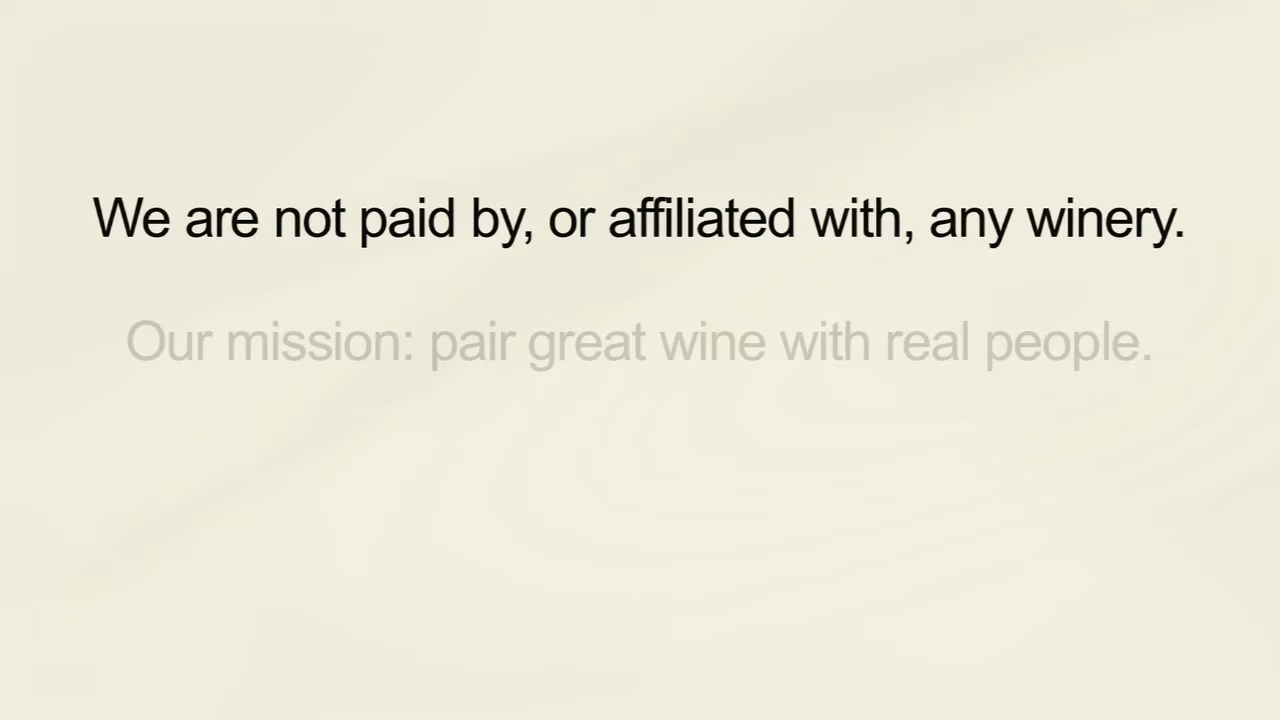 We are not paid by, or affiliated with, any winery.
Our mission: pair great wine with real people.